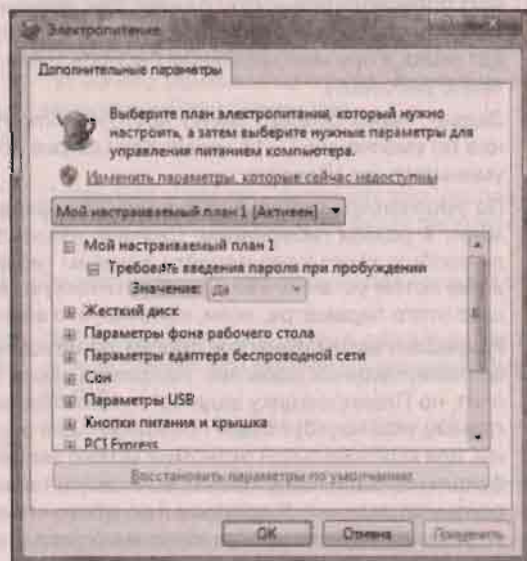 Электропитание
Дополнительные параметры
Выберите план электропитания, который нужно
настроить, а затем выберите нужные параметры для
управления питанием компьютера.
Изменить параметры, которые сейчас недоступны
Мой настраиваемый план 1 [Активен]
Мой настраиваемый план 1
Требовать введения пароля при пробуждении
Значение: Да
Жесткий диск
Параметры фона рабочего стола
Параметры адаптера беспроводной сети
Сон
Параметры USB
Кнопки питания и крышка
PCI Express
Восстановить параметры по умолчанию
ОК Отмена Применить